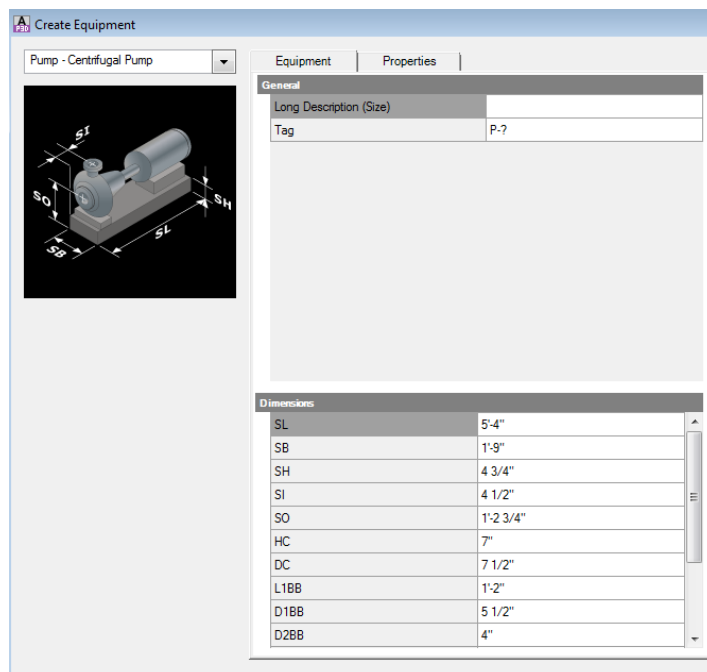 A
P3D
Create Equipment
Pump - Centrifugal Pump
Equipment Properties
General
Long Description (Size)
Tag P-?
SI
SO
SH
SL
SB
Dimensions
SL 5'-4"
SB 1'-9"
SH 4 3/4"
SI 4 1/2"
SO 1'-2 3/4"
HC 7"
DC 7 1/2"
L1BB 1'-2"
D1BB 5 1/2"
D2BB 4"